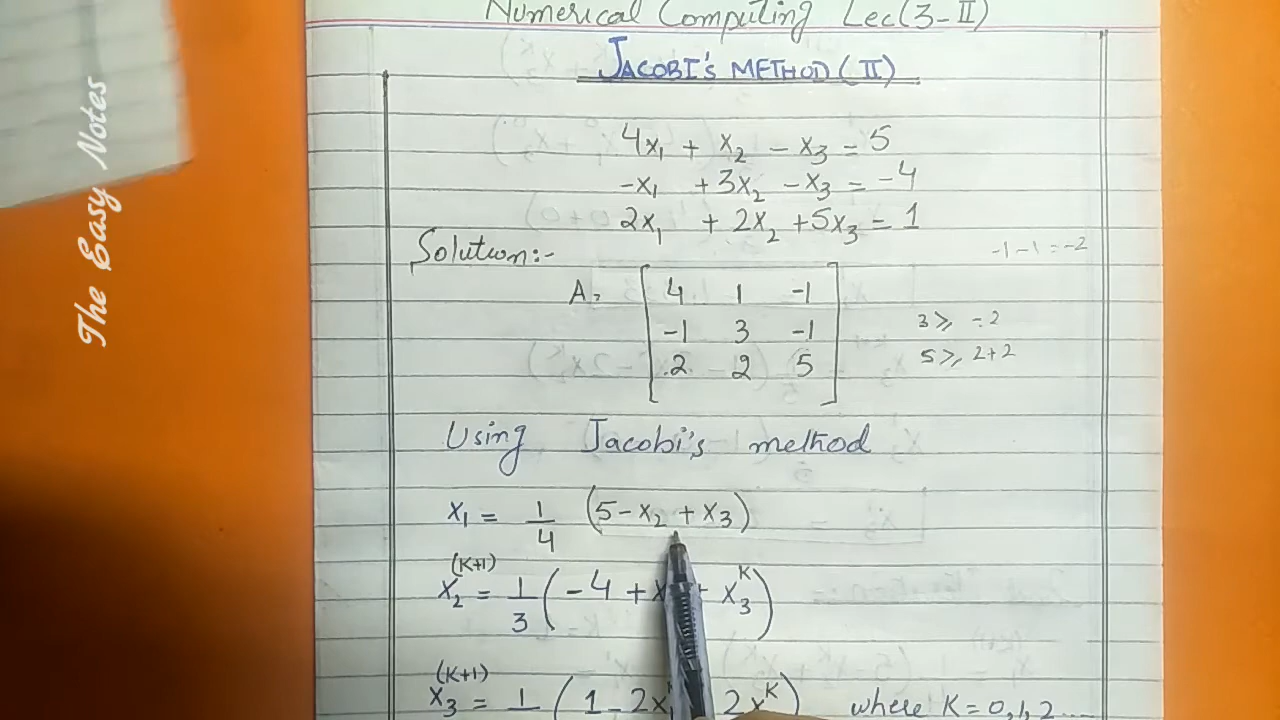 Numerical Computing Lec(3-II)
JACOBI'S METHOD (II)
4x₁ + x₂ - x₃ = 5
-x₁ + 3x₂ - x₃ = -4
2x₁ + 2x₂ + 5x₃ = 1
Solution:-
-1-1=-2
A = [ 4 1 -1
-1 3 -1
2 2 5 ]
3 ⩾ -2
5 ⩾ 2+2
Using Jacobi's method
x₁ = 1/4 (5 - x₂ + x₃)
x₂^(K+1) = 1/3 (-4 + x + x₃^K)
x₃^(K+1) = 1 (1 - 2x 2x^K) where K = 0,1,2....
The Easy Notes